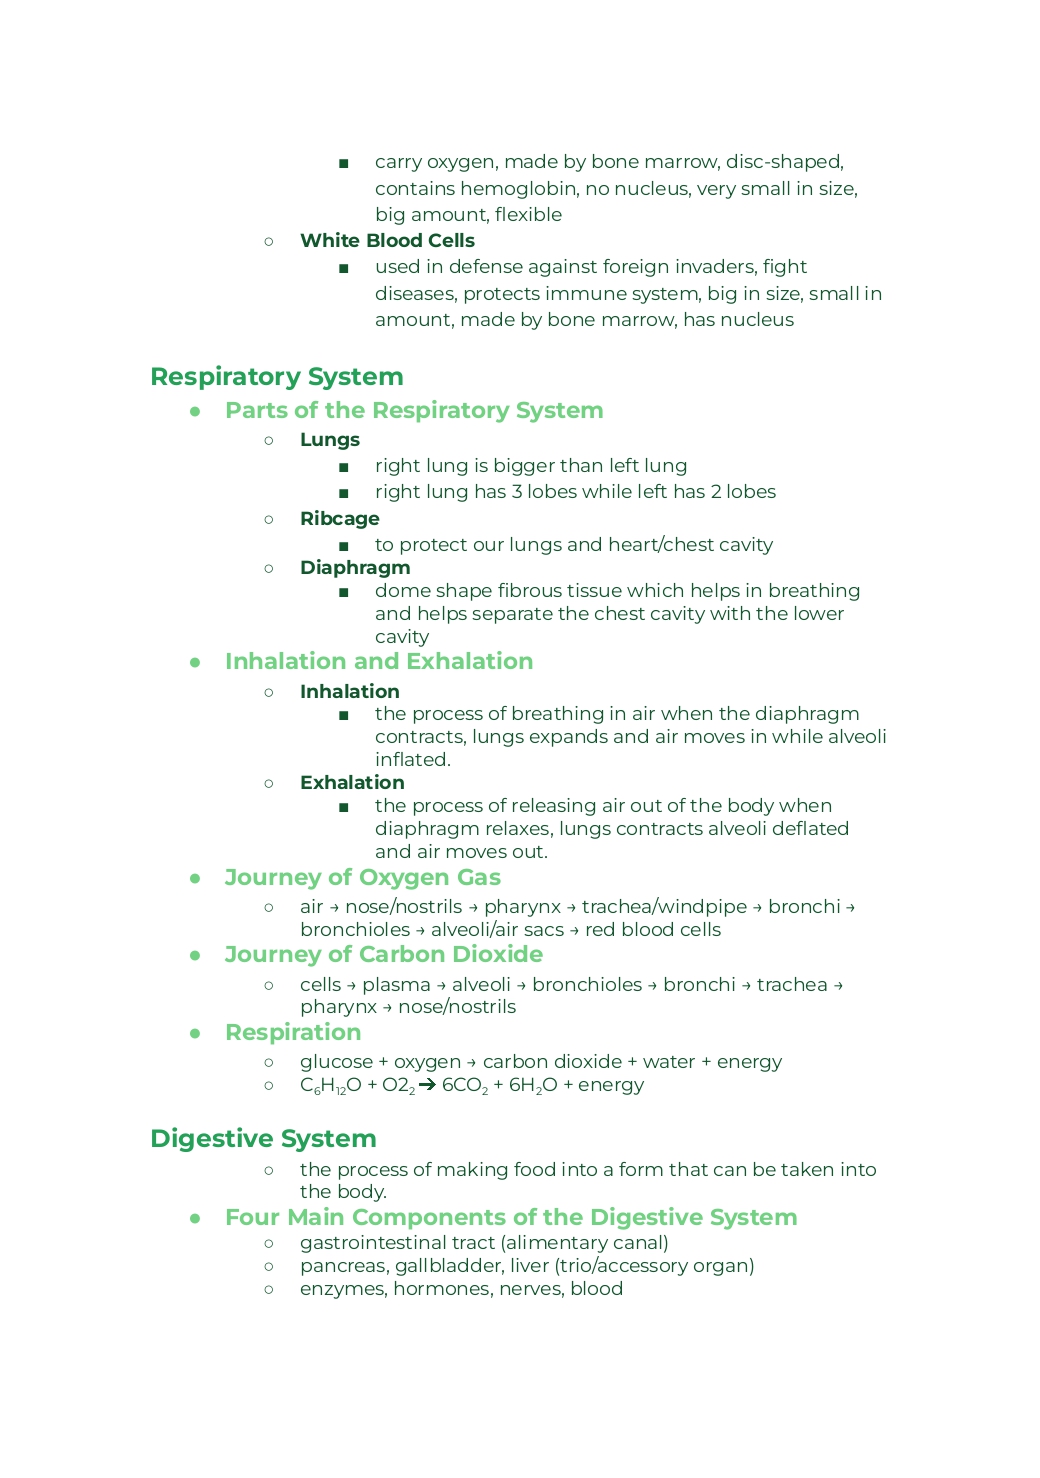 ■ carry oxygen, made by bone marrow, disc-shaped,
contains hemoglobin, no nucleus, very small in size,
big amount, flexible
○ White Blood Cells
■ used in defense against foreign invaders, fight
diseases, protects immune system, big in size, small in
amount, made by bone marrow, has nucleus
Respiratory System
● Parts of the Respiratory System
○ Lungs
■ right lung is bigger than left lung
■ right lung has 3 lobes while left has 2 lobes
○ Ribcage
■ to protect our lungs and heart/chest cavity
○ Diaphragm
■ dome shape fibrous tissue which helps in breathing
and helps separate the chest cavity with the lower
cavity
● Inhalation and Exhalation
○ Inhalation
■ the process of breathing in air when the diaphragm
contracts, lungs expands and air moves in while alveoli
inflated.
○ Exhalation
■ the process of releasing air out of the body when
diaphragm relaxes, lungs contracts alveoli deflated
and air moves out.
● Journey of Oxygen Gas
○ air → nose/nostrils → pharynx → trachea/windpipe → bronchi →
bronchioles → alveoli/air sacs → red blood cells
● Journey of Carbon Dioxide
○ cells → plasma → alveoli → bronchioles → bronchi → trachea →
pharynx → nose/nostrils
● Respiration
○ glucose + oxygen → carbon dioxide + water + energy
○ C₆H₁₂O + O2₂ ➔ 6CO₂ + 6H₂O + energy
Digestive System
○ the process of making food into a form that can be taken into
the body.
● Four Main Components of the Digestive System
○ gastrointestinal tract (alimentary canal)
○ pancreas, gallbladder, liver (trio/accessory organ)
○ enzymes, hormones, nerves, blood